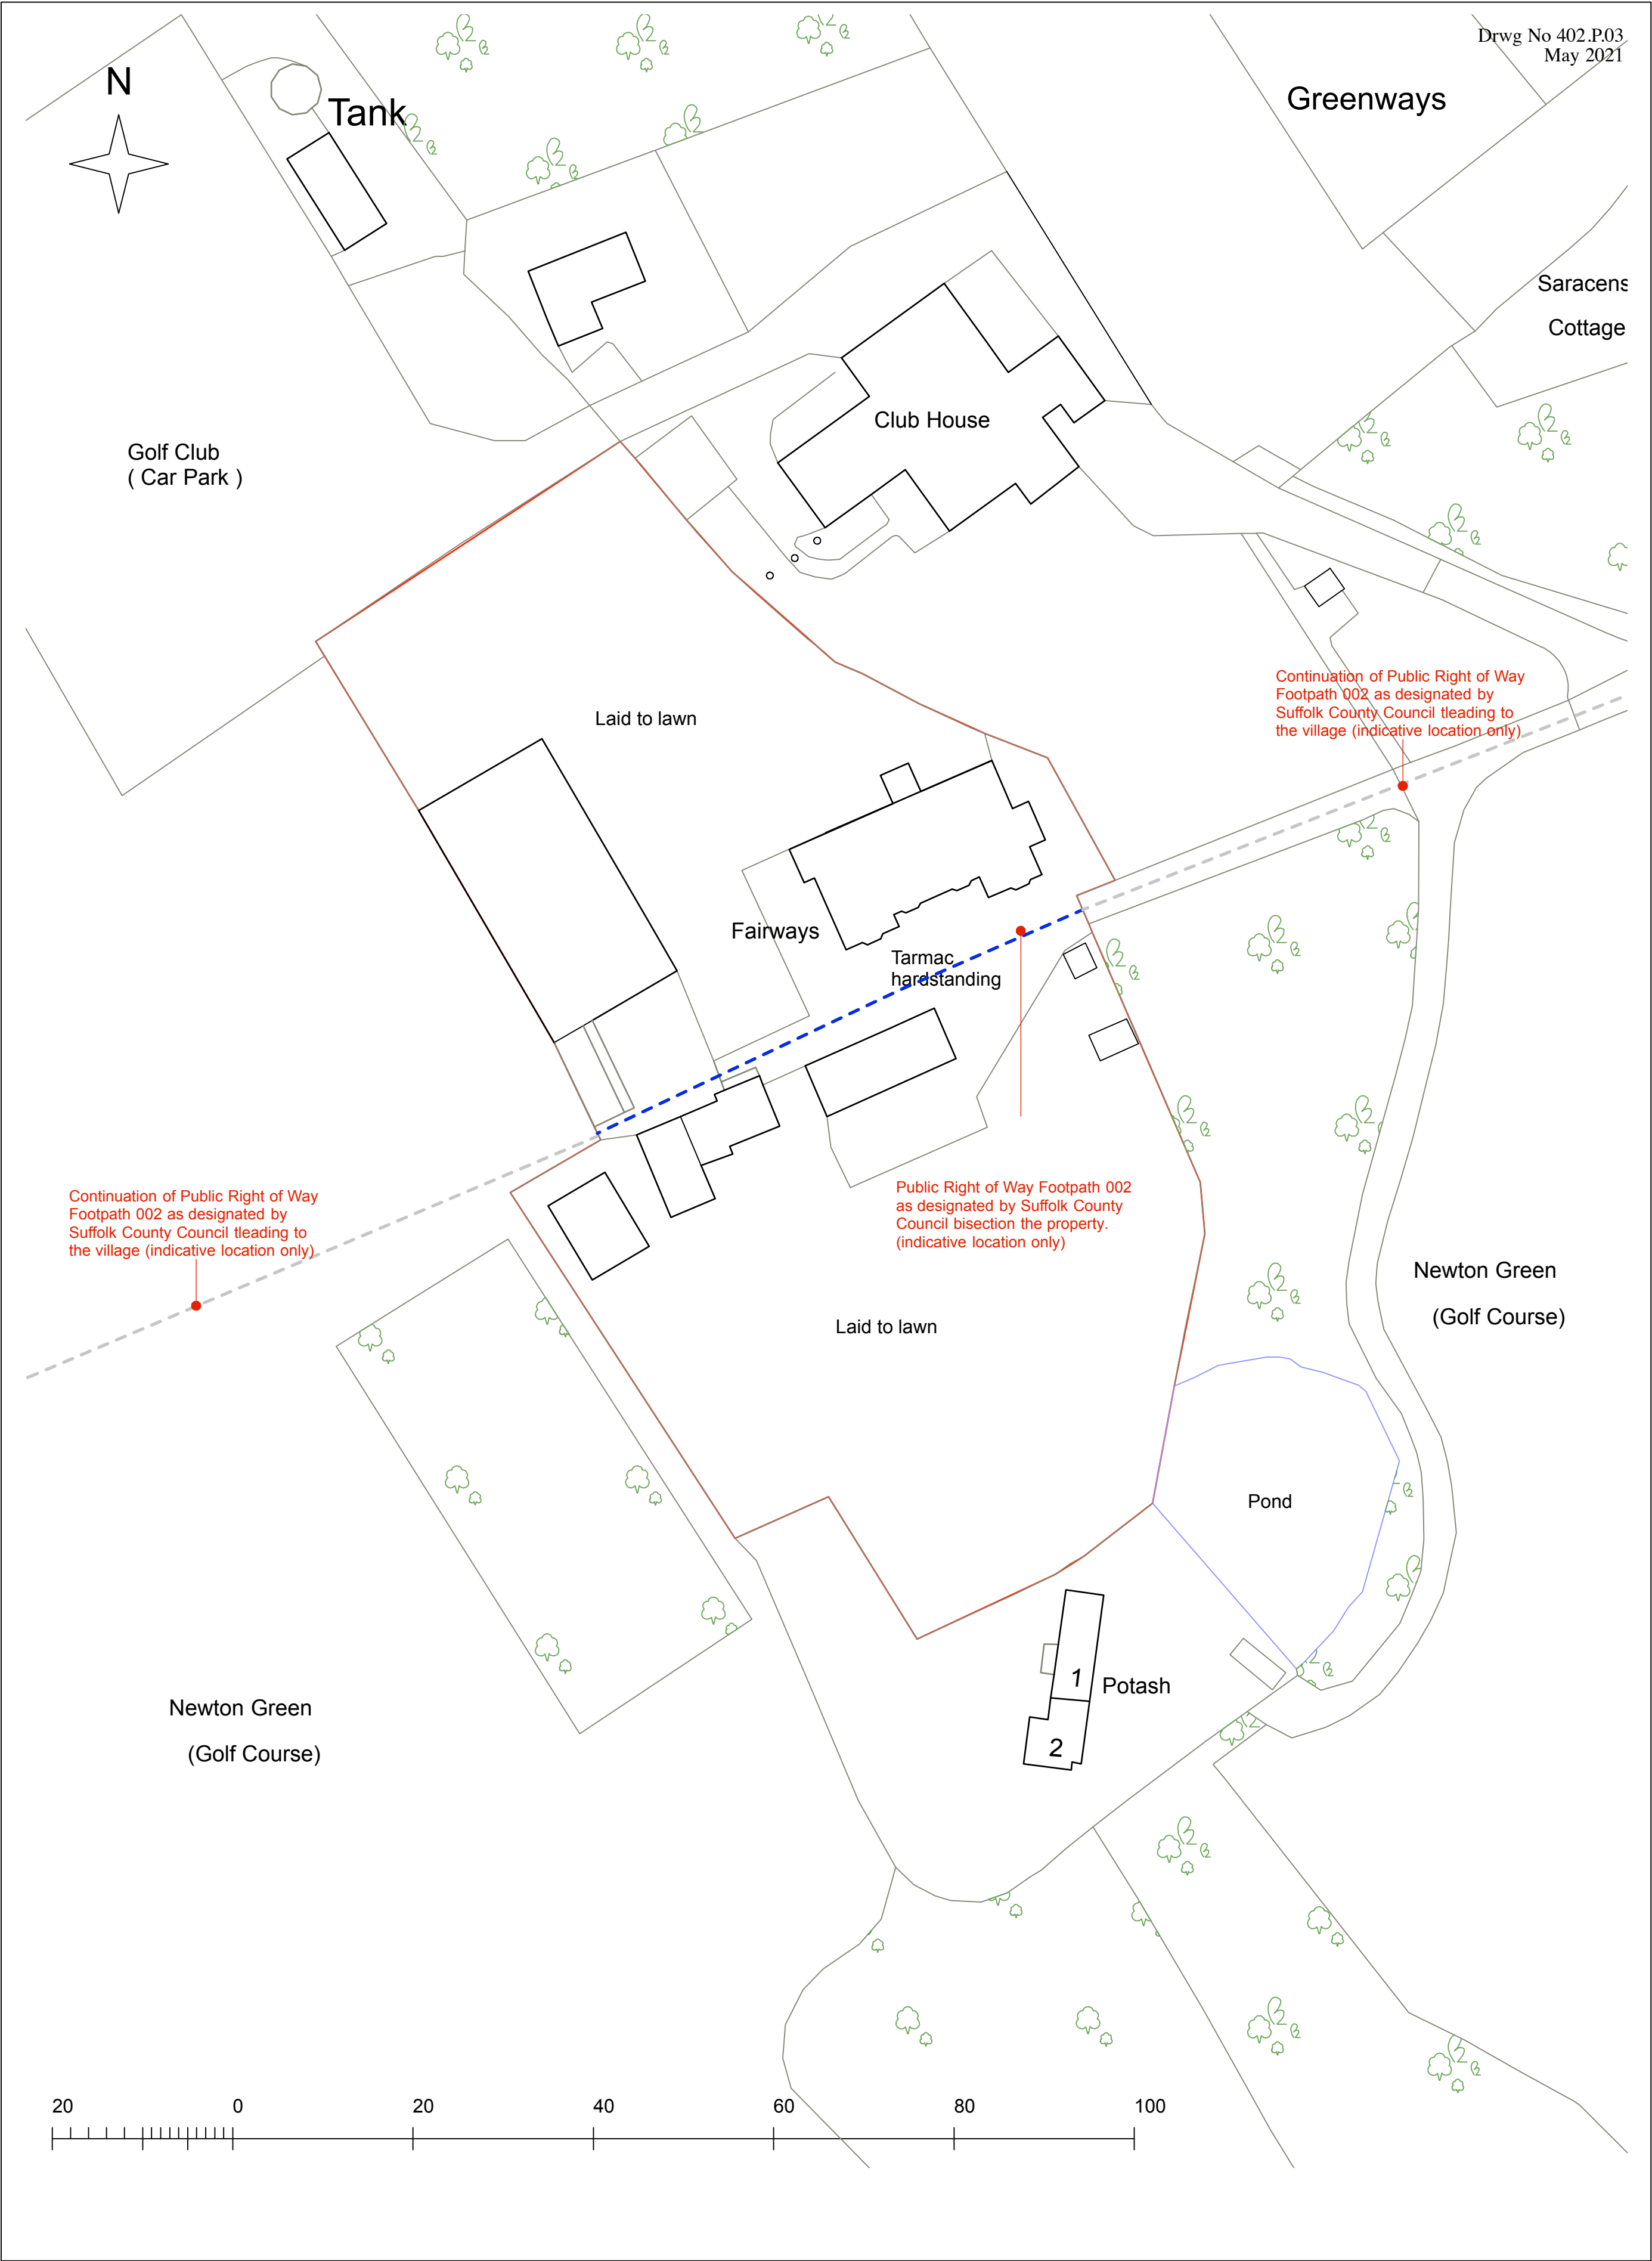 Drwg No 402.P.03
May 2021
N
Tank
Greenways
Saracens
Cottage
Club House
Golf Club
( Car Park )
Continuation of Public Right of Way
Footpath 002 as designated by
Suffolk County Council tleading to
the village (indicative location only)
Laid to lawn
Fairways
Tarmac
hardstanding
Continuation of Public Right of Way
Footpath 002 as designated by
Suffolk County Council tleading to
the village (indicative location only)
Public Right of Way Footpath 002
as designated by Suffolk County
Council bisection the property.
(indicative location only)
Newton Green
(Golf Course)
Laid to lawn
Pond
1
Potash
2
Newton Green
(Golf Course)
20 0 20 40 60 80 100